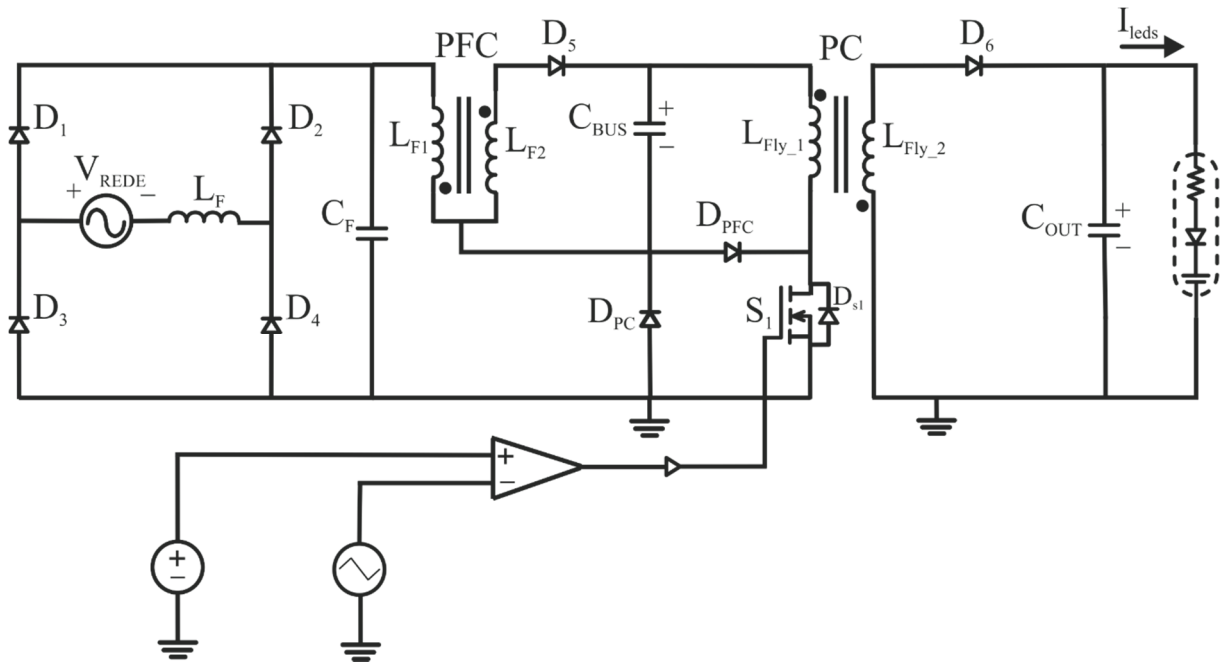 PFC
D5
PC
D6
Ileds
D1
D2
VREDE
+
−
LF
CF
LF1
LF2
CBUS
+
−
LFly_1
LFly_2
DPFC
COUT
+
−
D3
D4
DPC
S1
Ds1
+
−
+
−